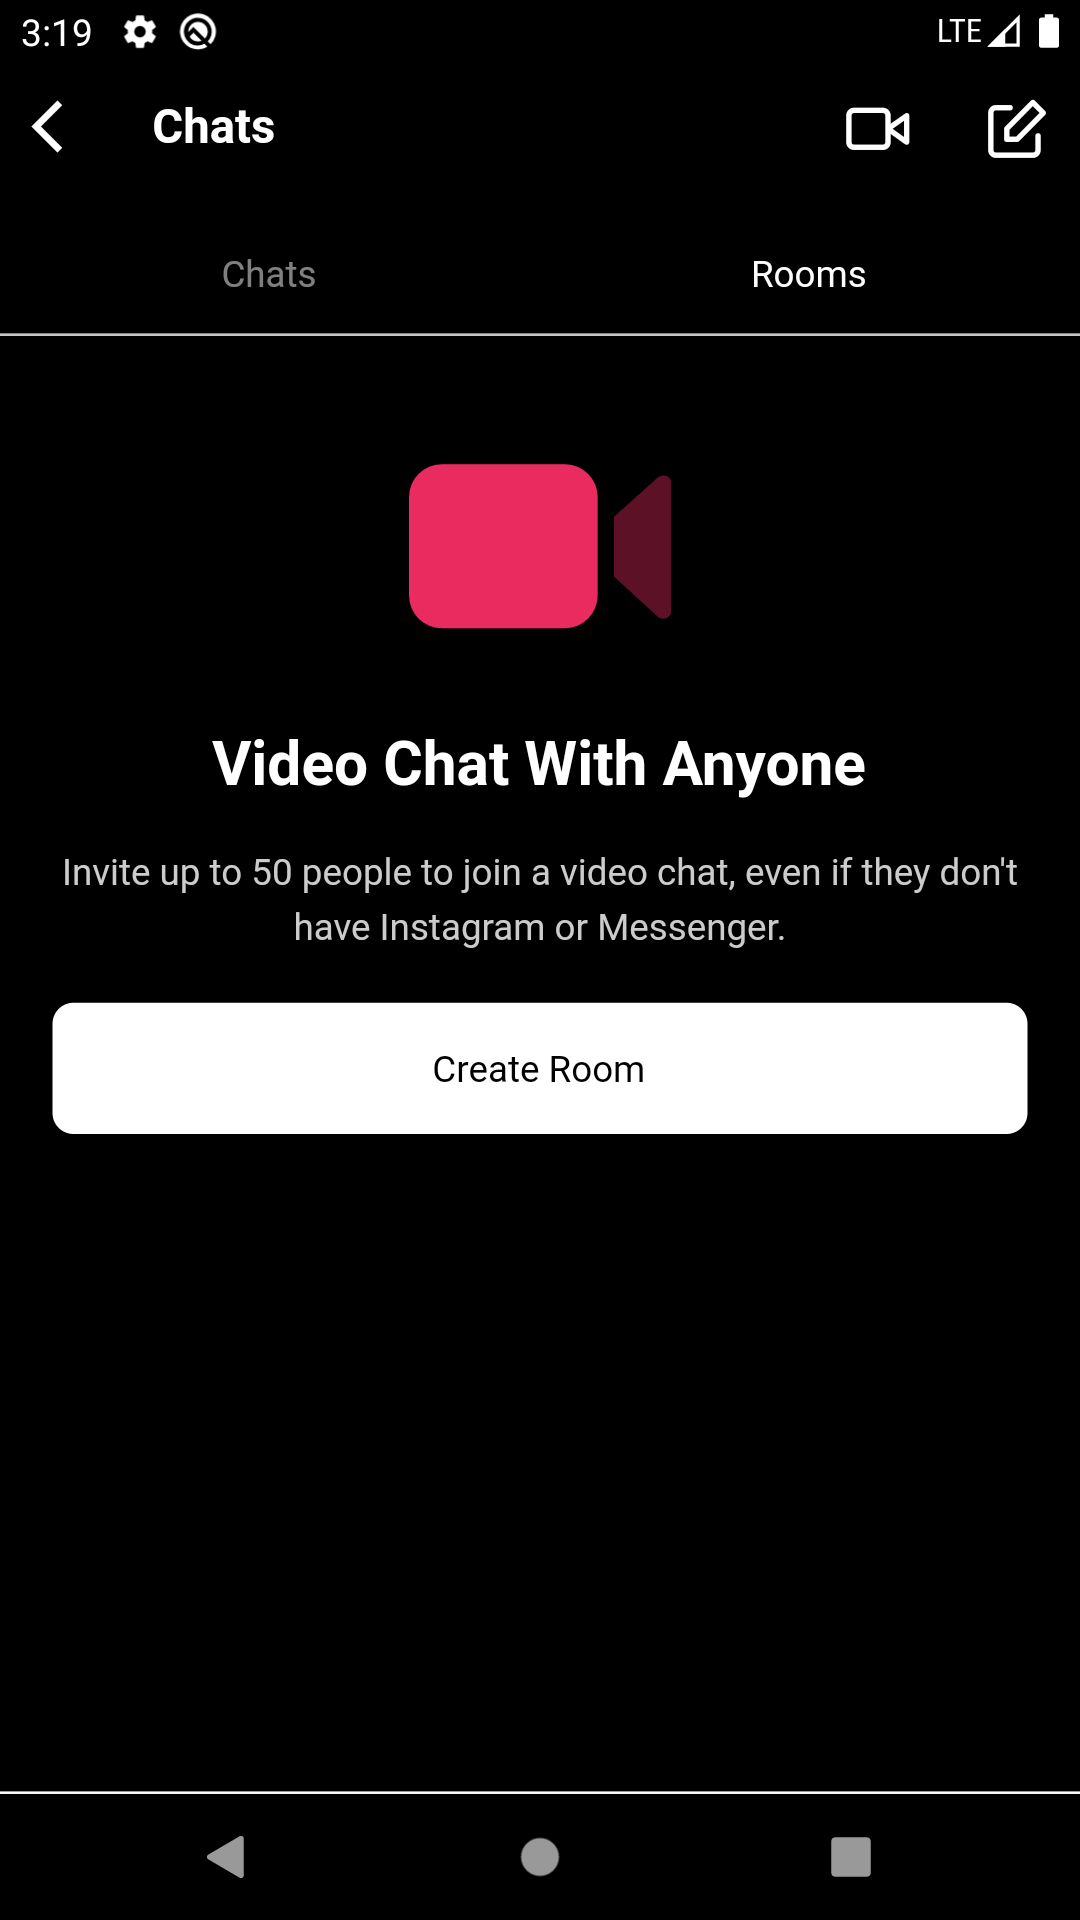 3:19 LTE
Chats
Chats Rooms
Video Chat With Anyone
Invite up to 50 people to join a video chat, even if they don't
have Instagram or Messenger.
Create Room